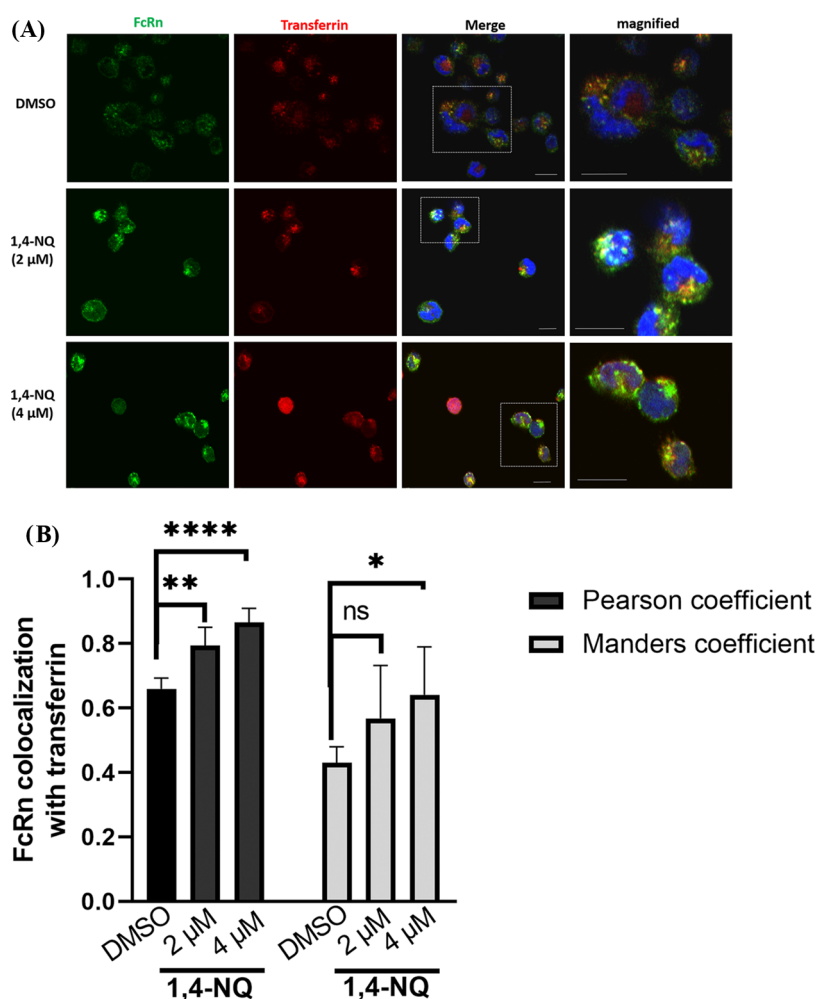 (A)
FcRn Transferrin Merge magnified
DMSO
1,4-NQ
(2 μM)
1,4-NQ
(4 μM)
(B)
****
**
*
ns
1.0
0.8
0.6
0.4
0.2
0.0
FcRn colocalization
with transferrin
Pearson coefficient
Manders coefficient
DMSO 2 μM 4 μM DMSO 2 μM 4 μM
1,4-NQ 1,4-NQ